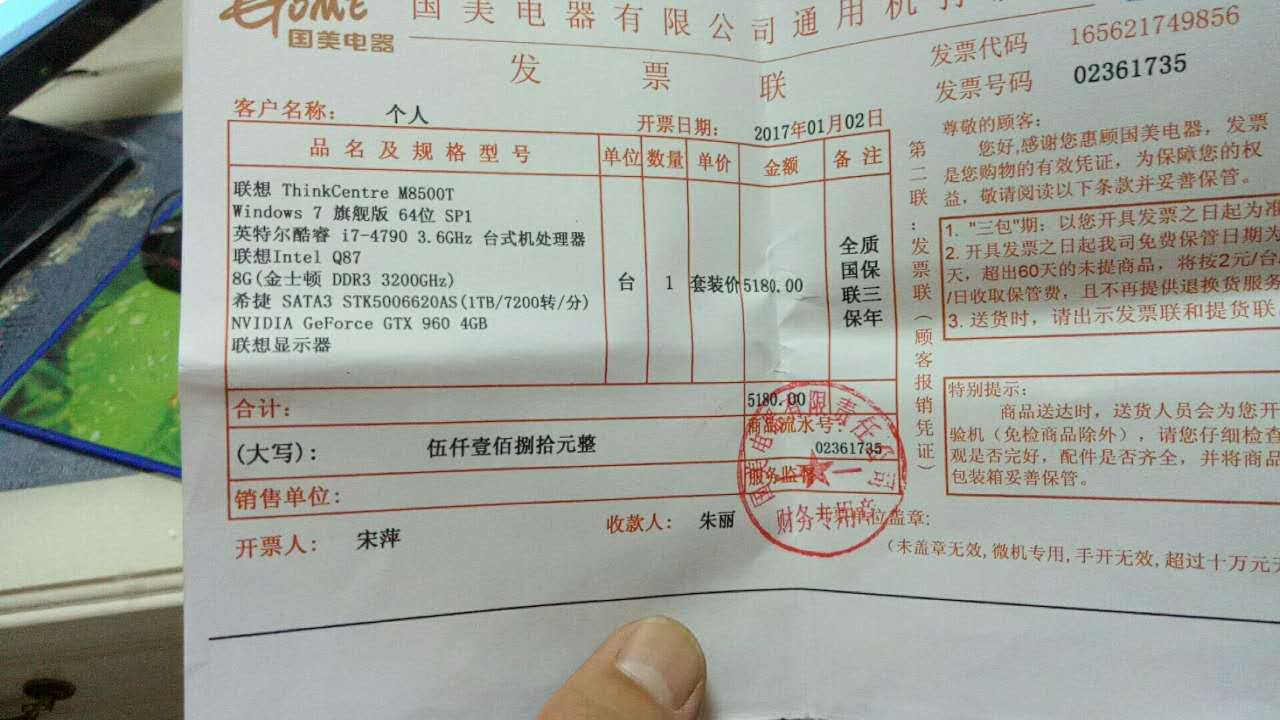 GOME
国美电器
国美电器有限公司通用机打
发票联
发票代码 165621749856
发票号码 02361735
客户名称: 个人
开票日期: 2017年01月02日
品名及规格型号 单位 数量 单价 金额 备注
联想 ThinkCentre M8500T
Windows 7 旗舰版 64位 SP1
英特尔酷睿 i7-4790 3.6GHz 台式机处理器
联想Intel Q87
8G(金士顿 DDR3 3200GHz)
希捷 SATA3 STK5006620AS(1TB/7200转/分)
NVIDIA GeForce GTX 960 4GB
联想显示器
台 1 套装价 5180.00
全质
国保
联三
保年
合计: 5180.00
商品流水号:
02361735
(大写): 伍仟壹佰捌拾元整
服务监督
销售单位:
开票人: 宋萍
收款人: 朱丽
单位盖章:
财务专用章
(未盖章无效,微机专用,手开无效,超过十万元
第二联:发票联(顾客报销凭证)
尊敬的顾客:
您好,感谢您惠顾国美电器,发票
是您购物的有效凭证,为保障您的权
益,敬请阅读以下条款并妥善保管。
1. "三包"期: 以您开具发票之日起为准
2. 开具发票之日起我司免费保管日期为
天,超出60天的未提商品,将按2元/台
/日收取保管费,且不再提供退换货服务
3. 送货时,请出示发票联和提货联
特别提示:
商品送达时,送货人员会为您开
验机(免检商品除外),请您仔细检查
观是否完好,配件是否齐全,并将商品
包装箱妥善保管。